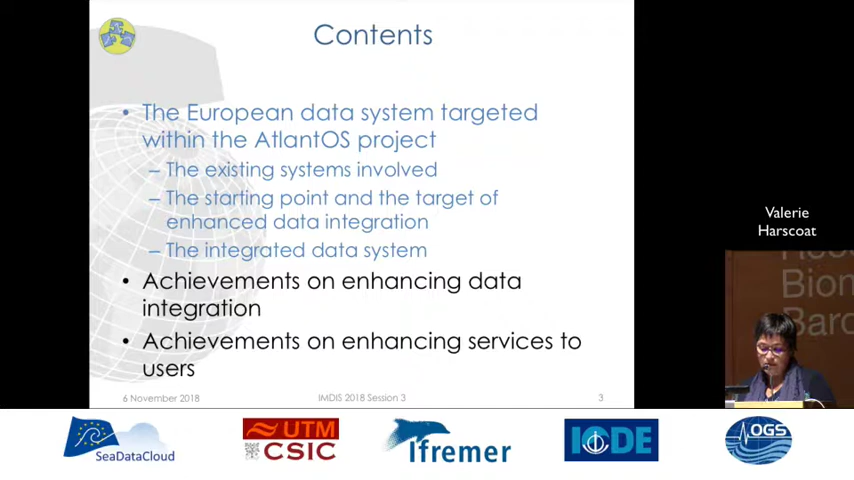 Contents
• The European data system targeted
within the AtlantOS project
– The existing systems involved
– The starting point and the target of
enhanced data integration
– The integrated data system
• Achievements on enhancing data
integration
• Achievements on enhancing services to
users
6 November 2018
IMDIS 2018 Session 3
3
Valerie
Harscoat
Biom
Barc
SeaDataCloud
UTM
CSIC
Ifremer
IODE
OGS